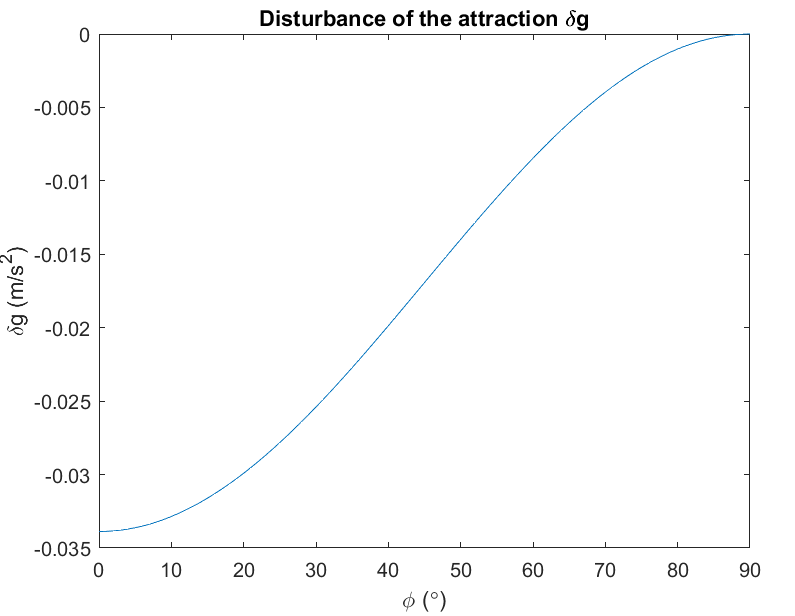 Disturbance of the attraction δg
0
-0.005
-0.01
-0.015
-0.02
-0.025
-0.03
-0.035
δg (m/s²)
0 10 20 30 40 50 60 70 80 90
ϕ (°)